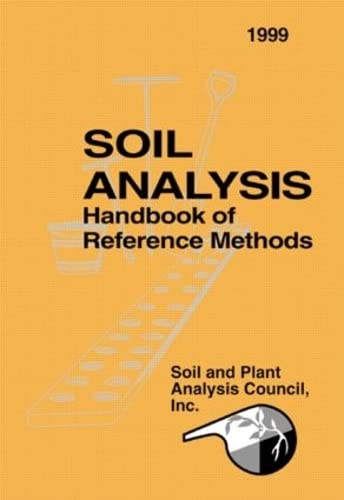 1999
SOIL
ANALYSIS
Handbook of
Reference Methods
Soil and Plant
Analysis Council,
Inc.